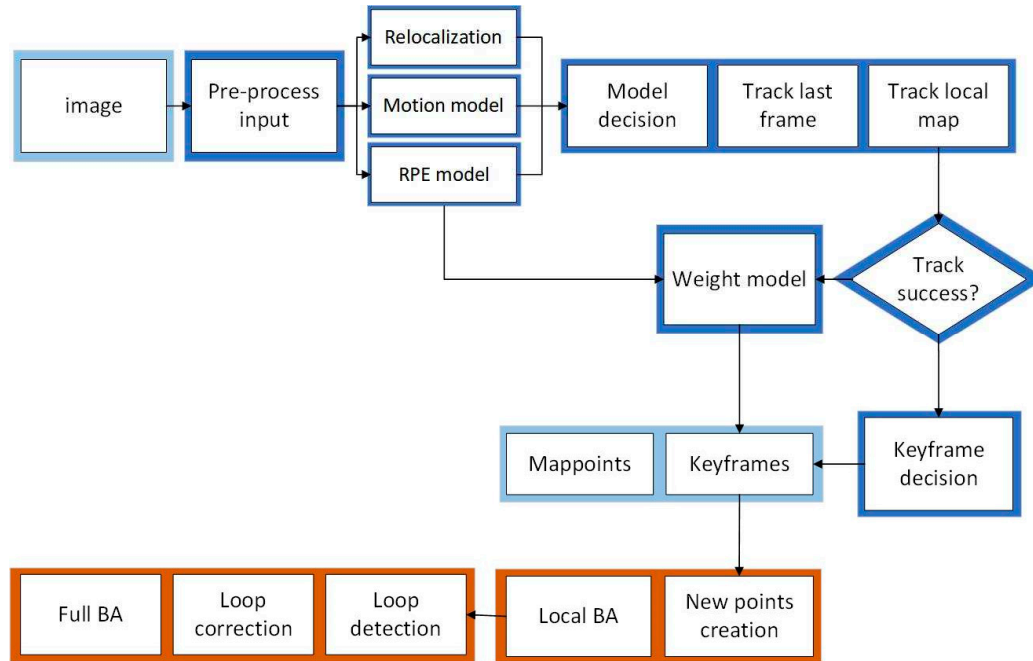 image
Pre-process
input
Relocalization
Motion model
RPE model
Model
decision
Track last
frame
Track local
map
Weight model
Track
success?
Mappoints
Keyframes
Keyframe
decision
Full BA
Loop
correction
Loop
detection
Local BA
New points
creation